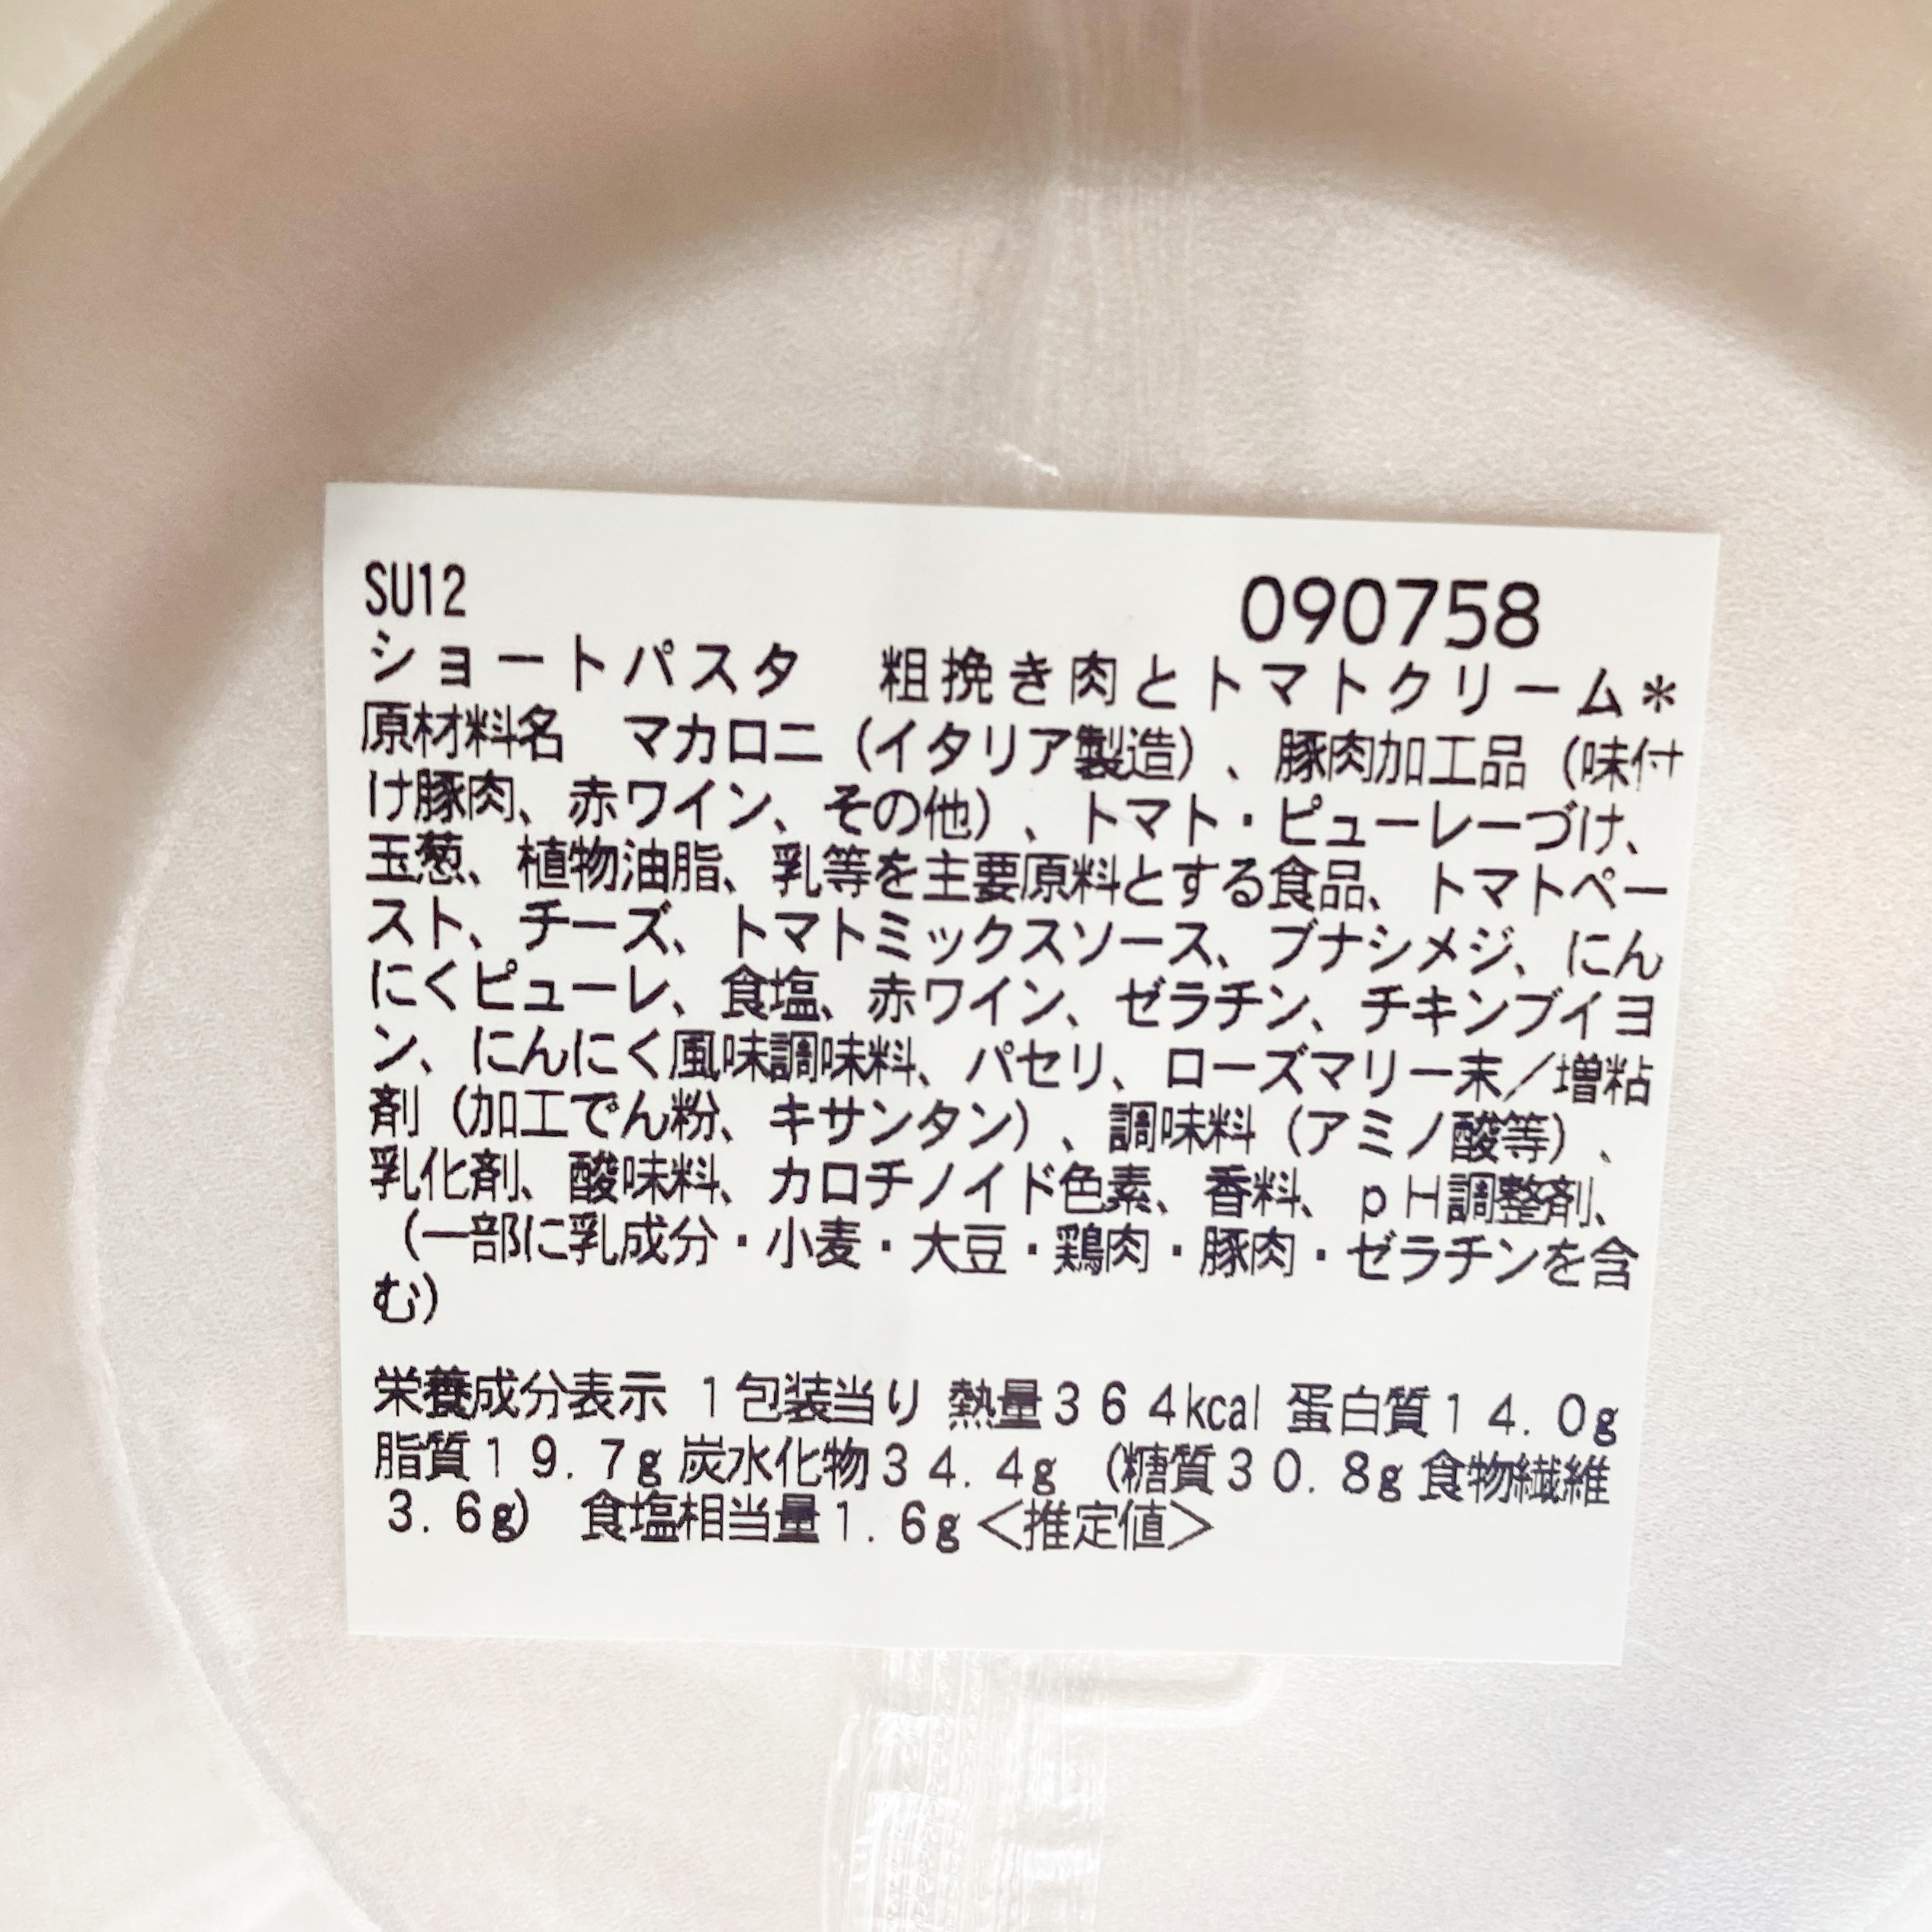 SU12
090758
ショートパスタ　粗挽き肉とトマトクリーム＊
原材料名　マカロニ（イタリア製造）、豚肉加工品（味付
け豚肉、赤ワイン、その他）、トマト・ピューレーづけ、
玉葱、植物油脂、乳等を主要原料とする食品、トマトペー
スト、チーズ、トマトミックスソース、ブナシメジ、にん
にくピューレ、食塩、赤ワイン、ゼラチン、チキンブイヨ
ン、にんにく風味調味料、パセリ、ローズマリー末／増粘
剤（加工でん粉、キサンタン）、調味料（アミノ酸等）、
乳化剤、酸味料、カロチノイド色素、香料、ｐＨ調整剤、
（一部に乳成分・小麦・大豆・鶏肉・豚肉・ゼラチンを含
む）
栄養成分表示 １包装当り 熱量３６４kcal 蛋白質１４．０g
脂質１９．７g 炭水化物３４．４g （糖質３０．８g 食物繊維
３．６g） 食塩相当量１．６g＜推定値＞